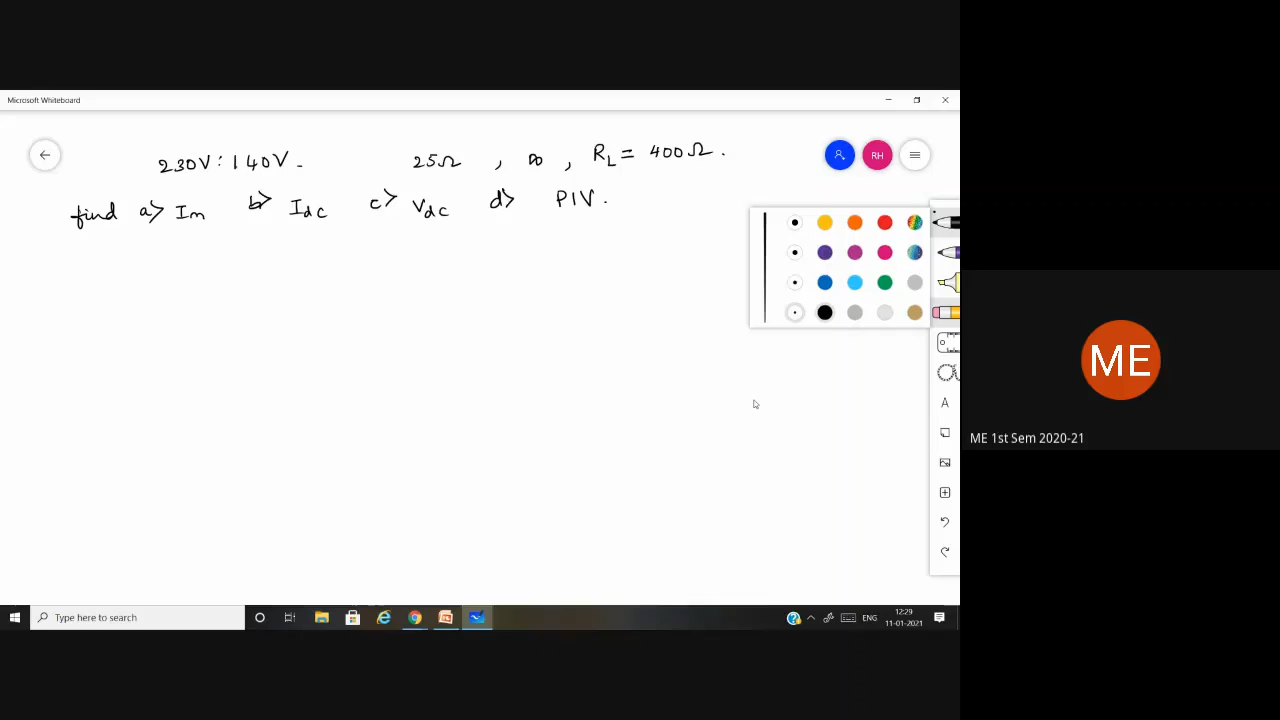 Microsoft Whiteboard
230V : 140V. 25Ω , ∞ , RL = 400Ω .
RH
find a> Im b> Idc c> Vdc d> PIV.
A
ME
ME 1st Sem 2020-21
Type here to search
ENG
12:29
11-01-2021